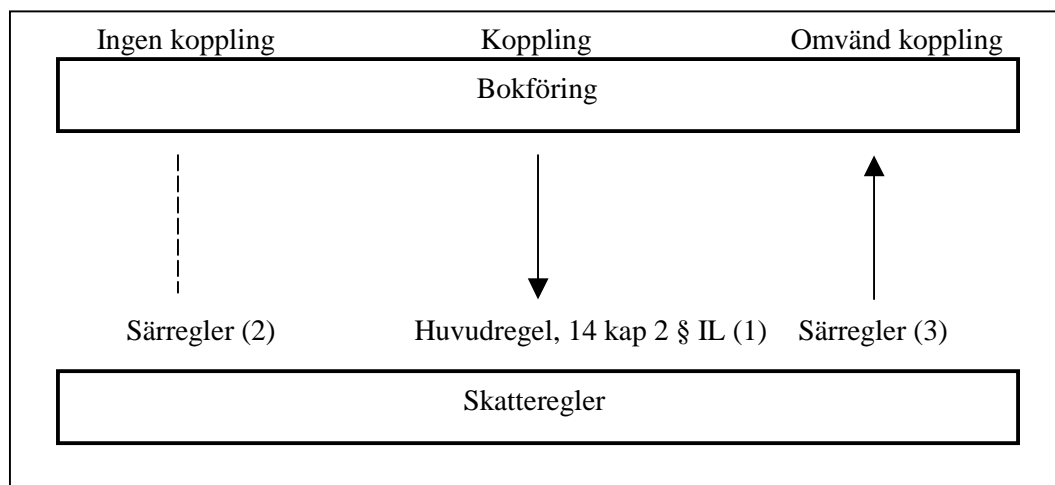 Ingen koppling Koppling Omvänd koppling
Bokföring
Särregler (2) Huvudregel, 14 kap 2 § IL (1) Särregler (3)
Skatteregler